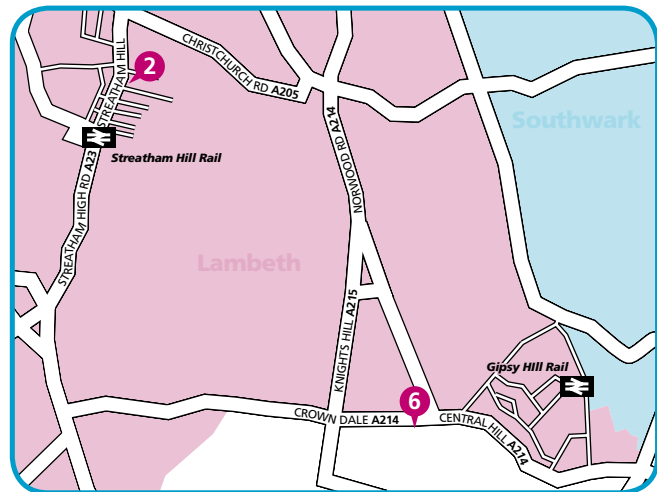 2
STREATHAM HILL
CHRISTCHURCH RD A205
NORWOOD RD A214
Southwark
Streatham Hill Rail
STREATHAM HIGH RD A23
Lambeth
KNIGHTS HILL A215
Gipsy HIll Rail
6
CROWN DALE A214
CENTRAL HILL A214